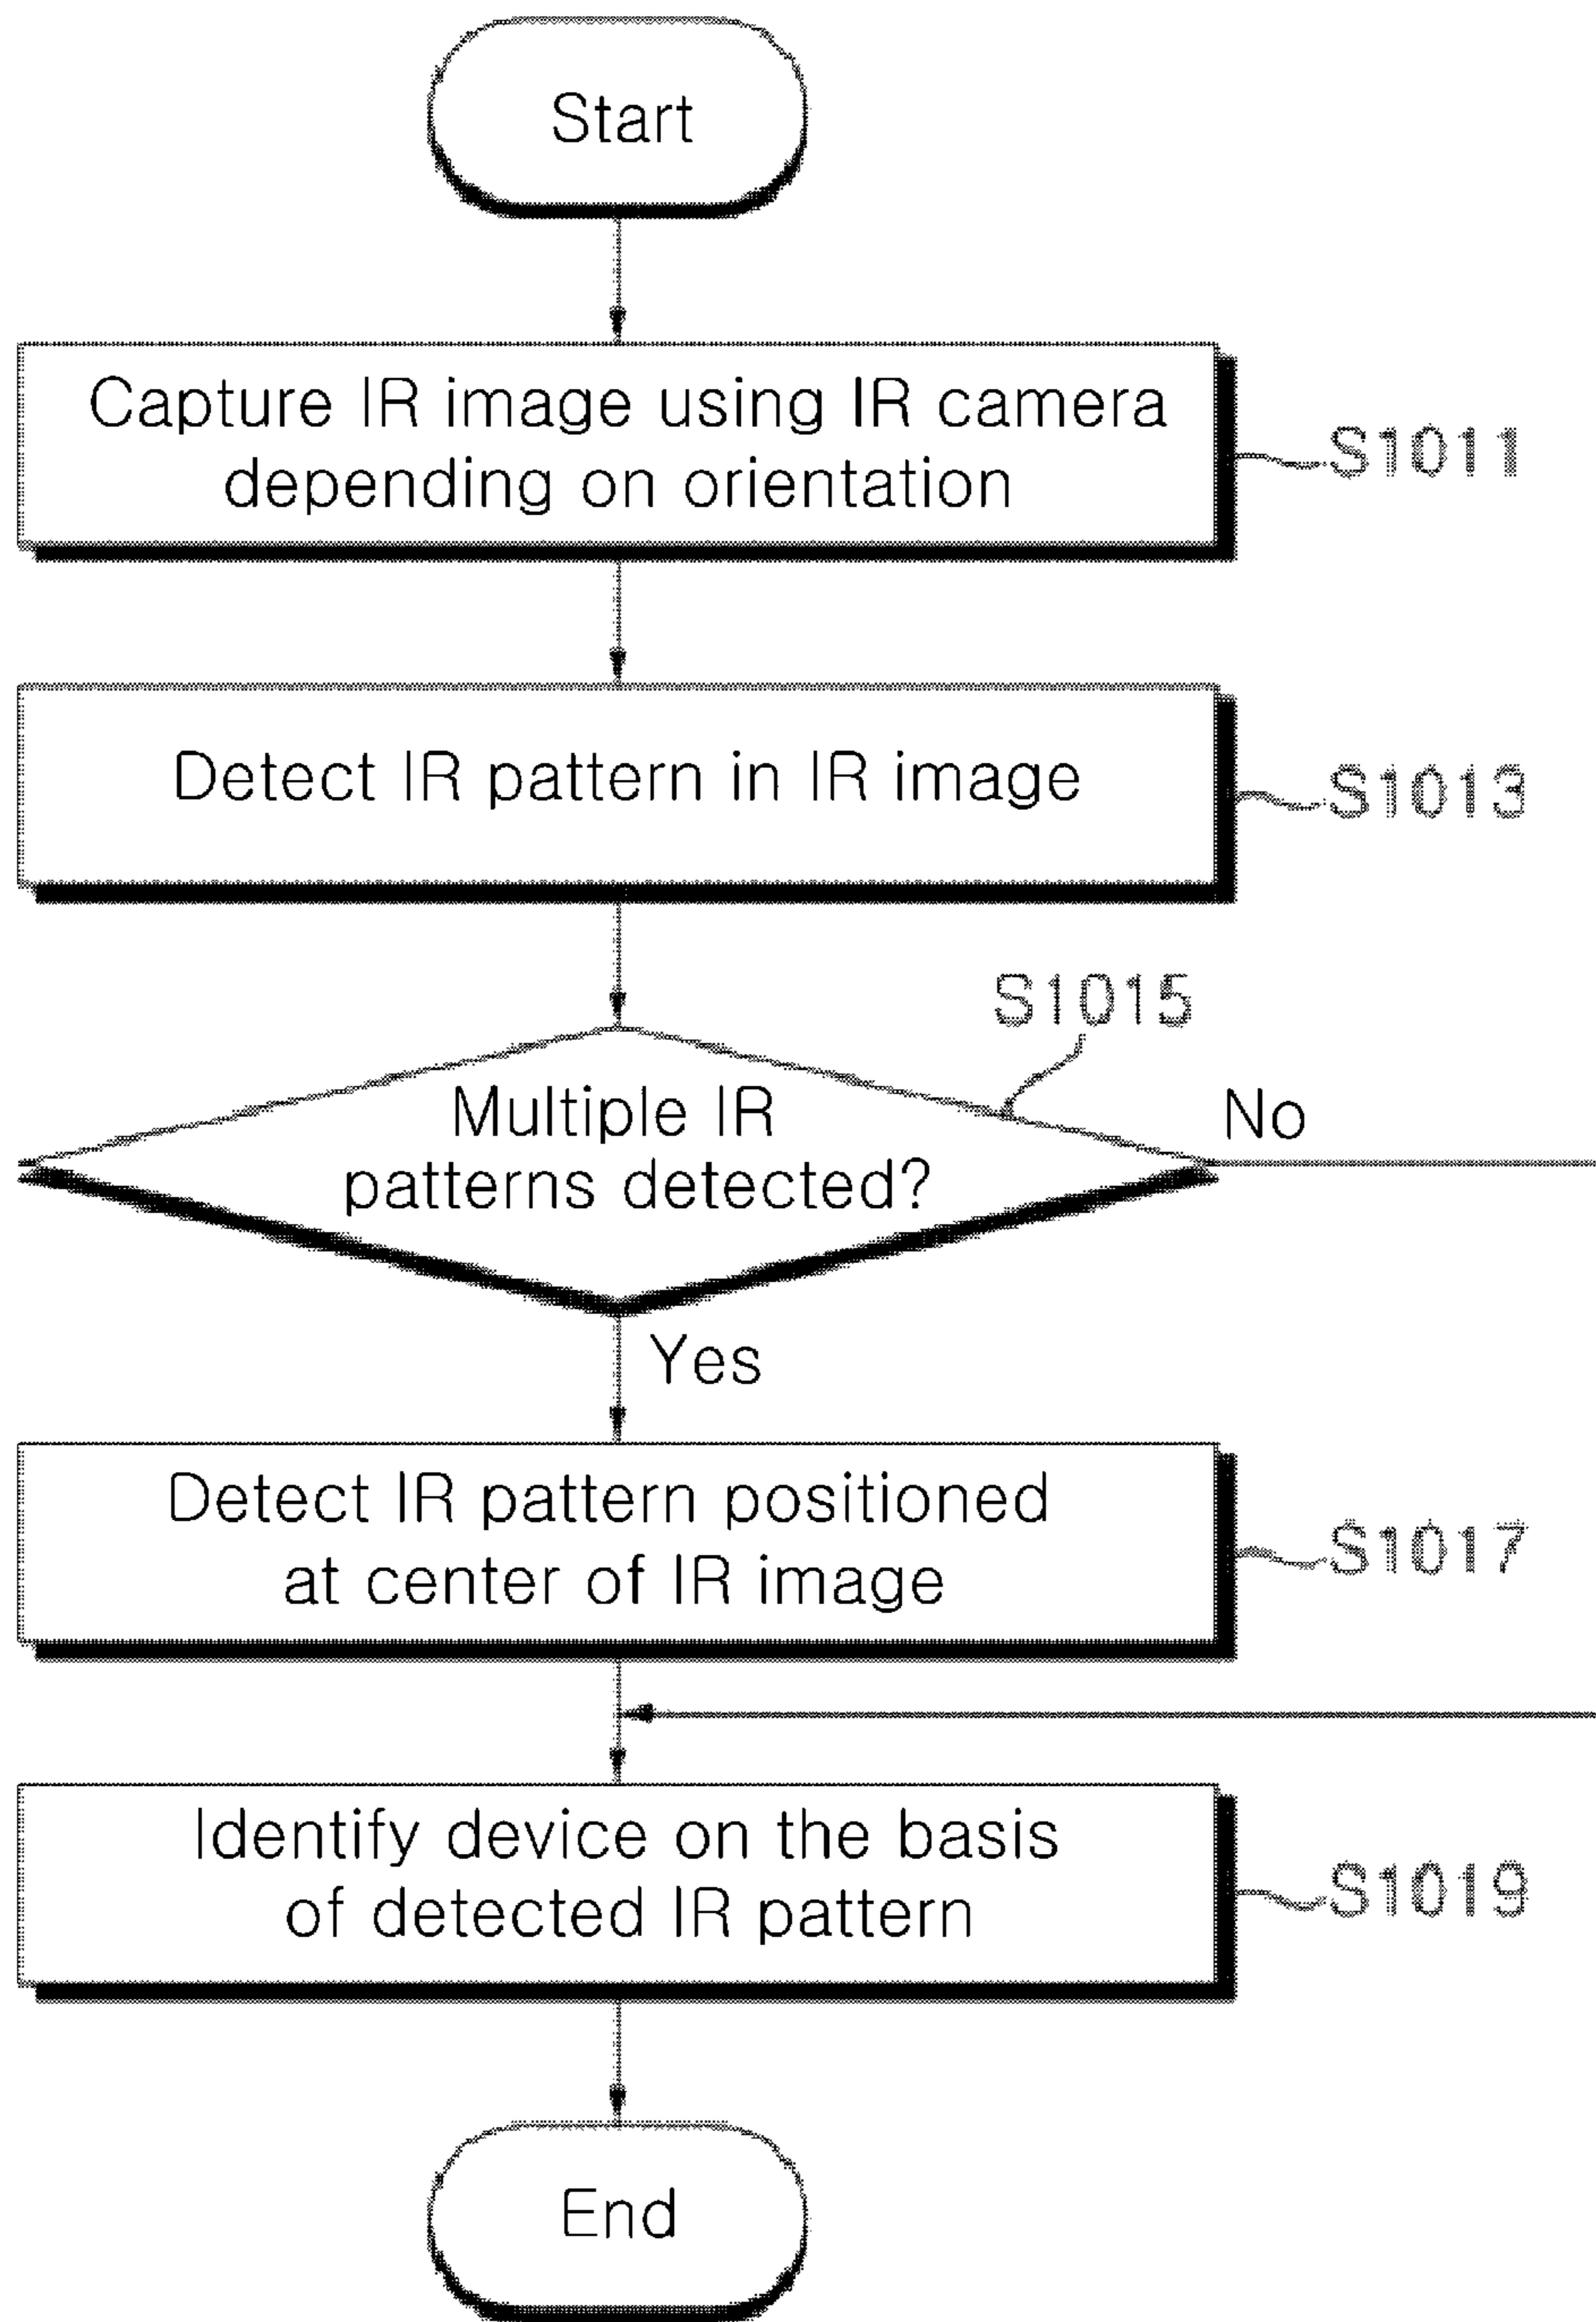 Start
Capture IR image using IR camera
depending on orientation
S1011
Detect IR pattern in IR image
S1013
S1015
Multiple IR
patterns detected?
No
Yes
Detect IR pattern positioned
at center of IR image
S1017
Identify device on the basis
of detected IR pattern
S1019
End